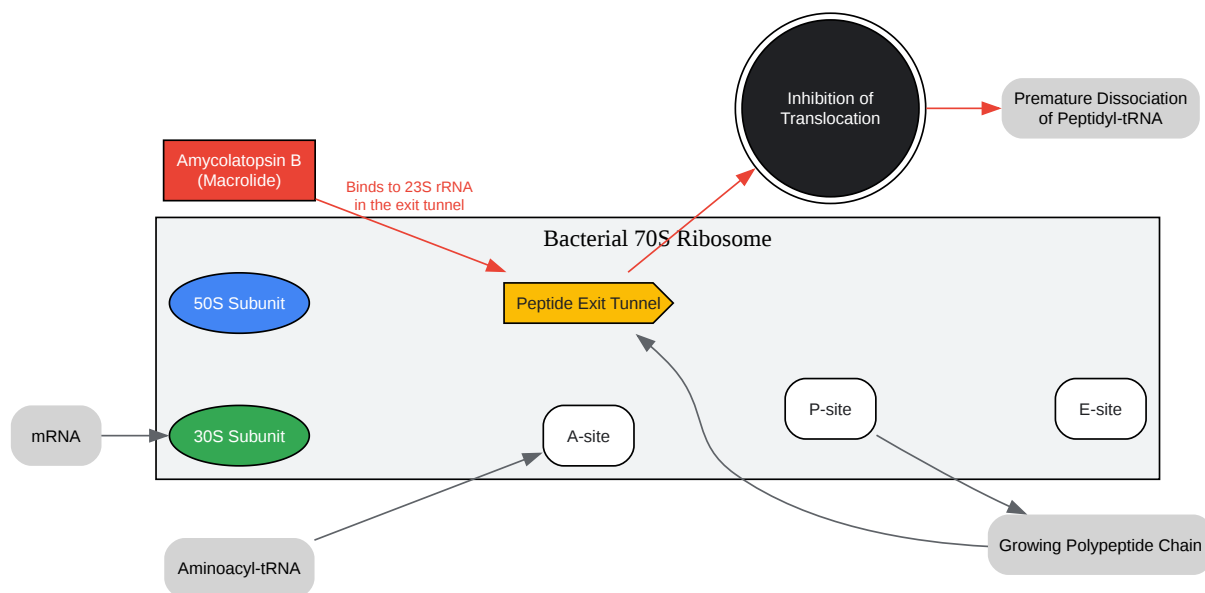 Inhibition of
Translocation
Premature Dissociation
of Peptidyl-tRNA
Amycolatopsin B
(Macrolide)
Binds to 23S rRNA
in the exit tunnel
Bacterial 70S Ribosome
50S Subunit
Peptide Exit Tunnel
mRNA
30S Subunit
A-site
P-site
E-site
Aminoacyl-tRNA
Growing Polypeptide Chain